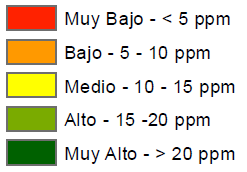 Muy Bajo - < 5 ppm
Bajo - 5 - 10 ppm
Medio - 10 - 15 ppm
Alto - 15 -20 ppm
Muy Alto - > 20 ppm